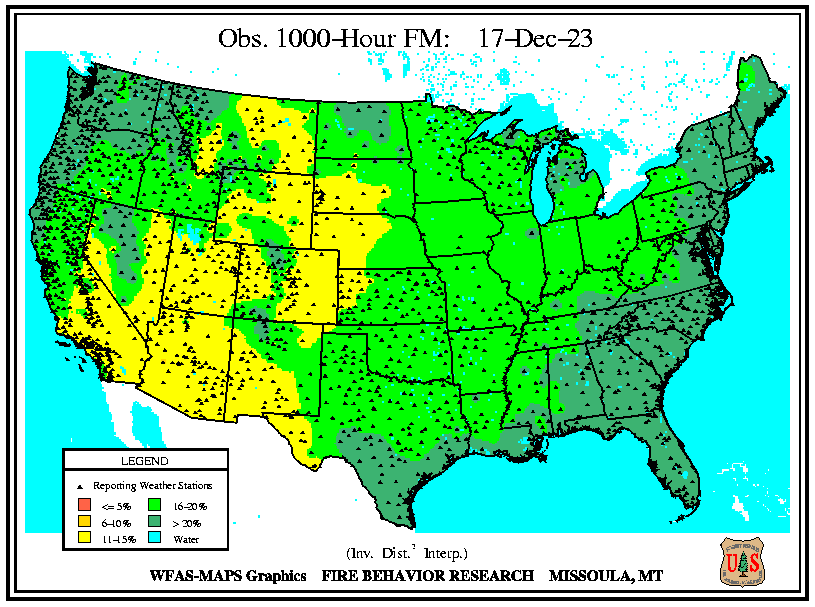 Obs. 1000-Hour FM: 17-Dec-23
LEGEND
Reporting Weather Stations
<= 5% 16-20%
6-10% > 20%
11-15% Water
(Inv. Dist.² Interp.)
WFAS-MAPS Graphics FIRE BEHAVIOR RESEARCH MISSOULA, MT
U S